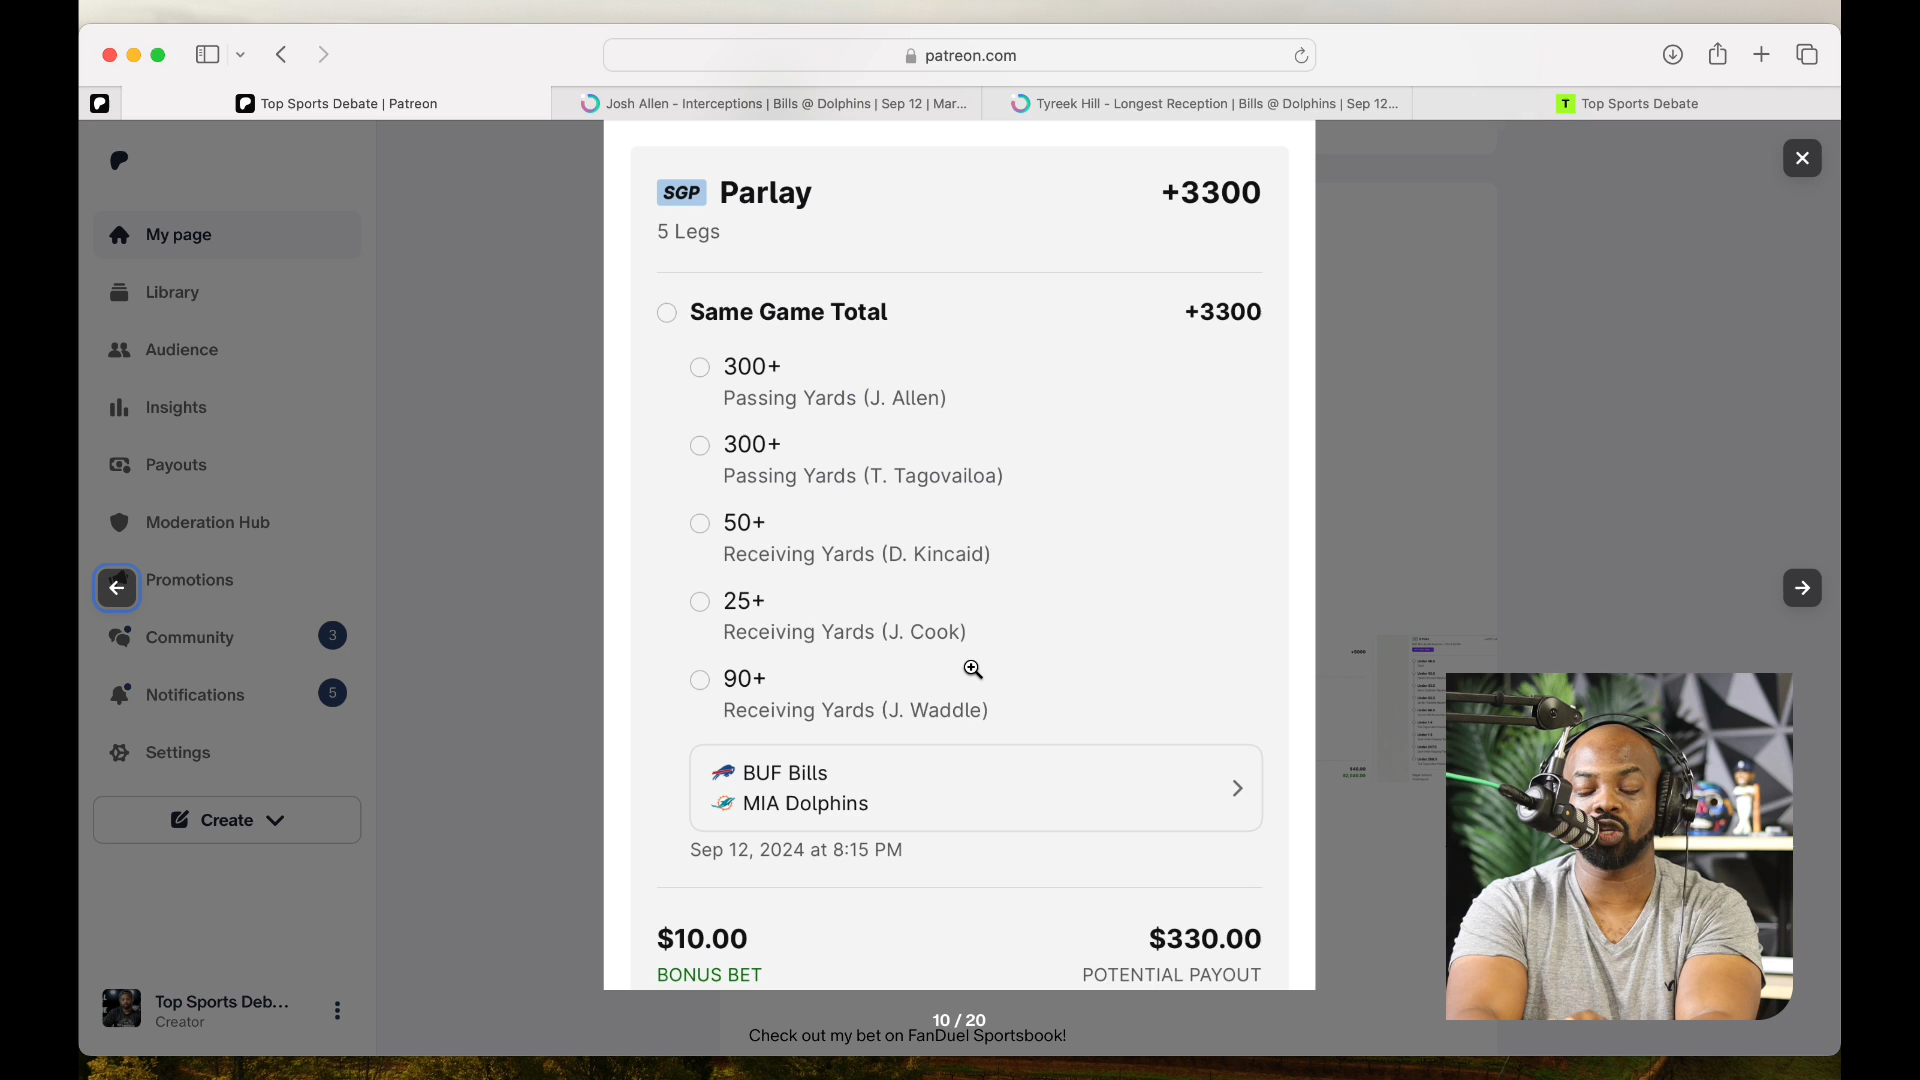 patreon.com
Top Sports Debate | Patreon
Josh Allen - Interceptions | Bills @ Dolphins | Sep 12 | Mar...
Tyreek Hill - Longest Reception | Bills @ Dolphins | Sep 12...
T Top Sports Debate
My page
Library
Audience
Insights
Payouts
Moderation Hub
Promotions
Community 3
Notifications 5
Settings
Create
Top Sports Deb...
Creator
SGP Parlay +3300
5 Legs
Same Game Total +3300
300+
Passing Yards (J. Allen)
300+
Passing Yards (T. Tagovailoa)
50+
Receiving Yards (D. Kincaid)
25+
Receiving Yards (J. Cook)
90+
Receiving Yards (J. Waddle)
BUF Bills
MIA Dolphins
Sep 12, 2024 at 8:15 PM
$10.00 $330.00
BONUS BET POTENTIAL PAYOUT
10 / 20
Check out my bet on FanDuel Sportsbook!